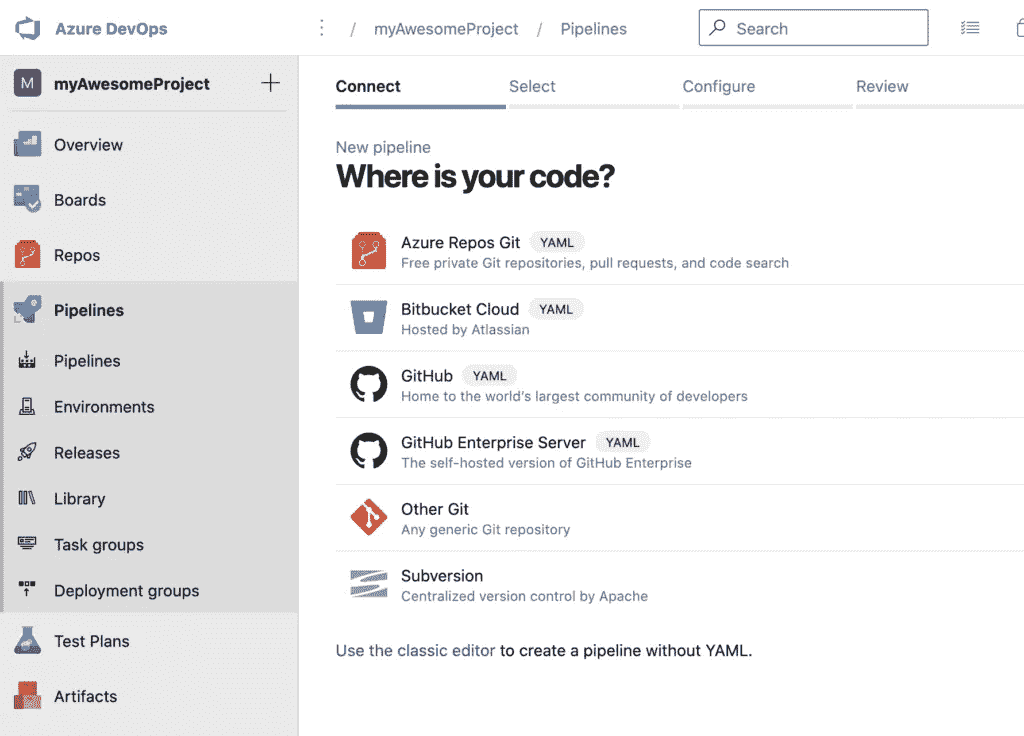 Azure DevOps
/ myAwesomeProject / Pipelines
Search
M myAwesomeProject
Overview
Boards
Repos
Pipelines
Pipelines
Environments
Releases
Library
Task groups
Deployment groups
Test Plans
Artifacts
Connect Select Configure Review
New pipeline
Where is your code?
Azure Repos Git YAML
Free private Git repositories, pull requests, and code search
Bitbucket Cloud YAML
Hosted by Atlassian
GitHub YAML
Home to the world's largest community of developers
GitHub Enterprise Server YAML
The self-hosted version of GitHub Enterprise
Other Git
Any generic Git repository
Subversion
Centralized version control by Apache
Use the classic editor to create a pipeline without YAML.